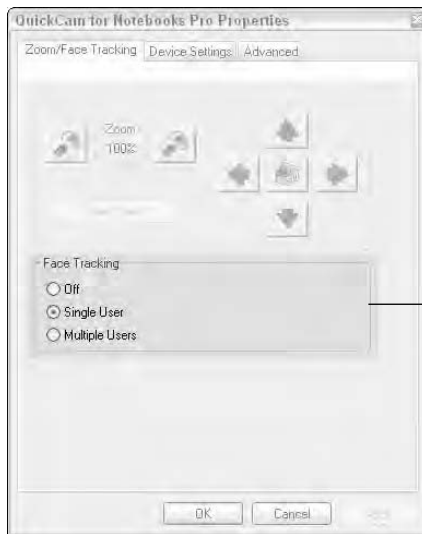 QuickCam for Notebooks Pro Properties
Zoom/Face Tracking Device Settings Advanced
Zoom
100%
Face Tracking
Off
Single User
Multiple Users
OK Cancel